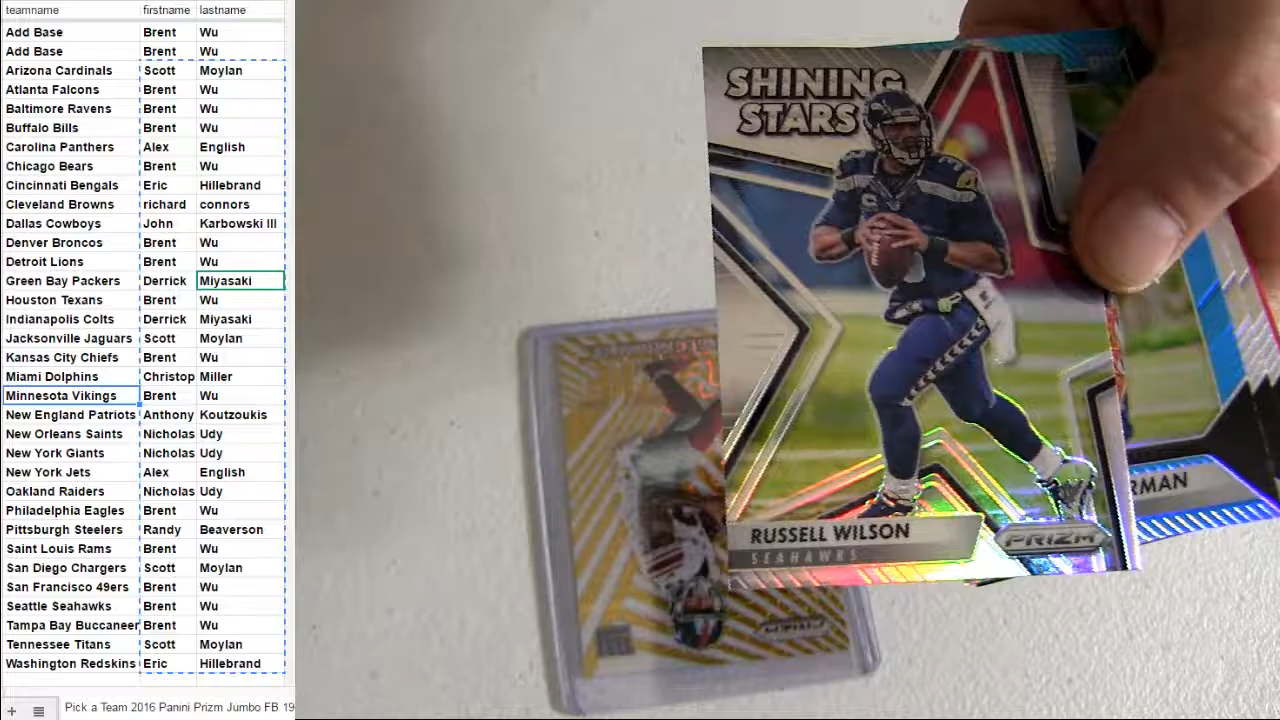 teamname firstname lastname
Add Base Brent Wu
Add Base Brent Wu
Arizona Cardinals Scott Moylan
Atlanta Falcons Brent Wu
Baltimore Ravens Brent Wu
Buffalo Bills Brent Wu
Carolina Panthers Alex English
Chicago Bears Brent Wu
Cincinnati Bengals Eric Hillebrand
Cleveland Browns richard connors
Dallas Cowboys John Karbowski III
Denver Broncos Brent Wu
Detroit Lions Brent Wu
Green Bay Packers Derrick Miyasaki
Houston Texans Brent Wu
Indianapolis Colts Derrick Miyasaki
Jacksonville Jaguars Scott Moylan
Kansas City Chiefs Brent Wu
Miami Dolphins Christop Miller
Minnesota Vikings Brent Wu
New England Patriots Anthony Koutzoukis
New Orleans Saints Nicholas Udy
New York Giants Nicholas Udy
New York Jets Alex English
Oakland Raiders Nicholas Udy
Philadelphia Eagles Brent Wu
Pittsburgh Steelers Randy Beaverson
Saint Louis Rams Brent Wu
San Diego Chargers Scott Moylan
San Francisco 49ers Brent Wu
Seattle Seahawks Brent Wu
Tampa Bay Buccaneer Brent Wu
Tennessee Titans Scott Moylan
Washington Redskins Eric Hillebrand
Pick a Team 2016 Panini Prizm Jumbo FB 19
SHINING
STARS
RUSSELL WILSON
SEAHAWKS
PRIZM
RMAN
PRIZM